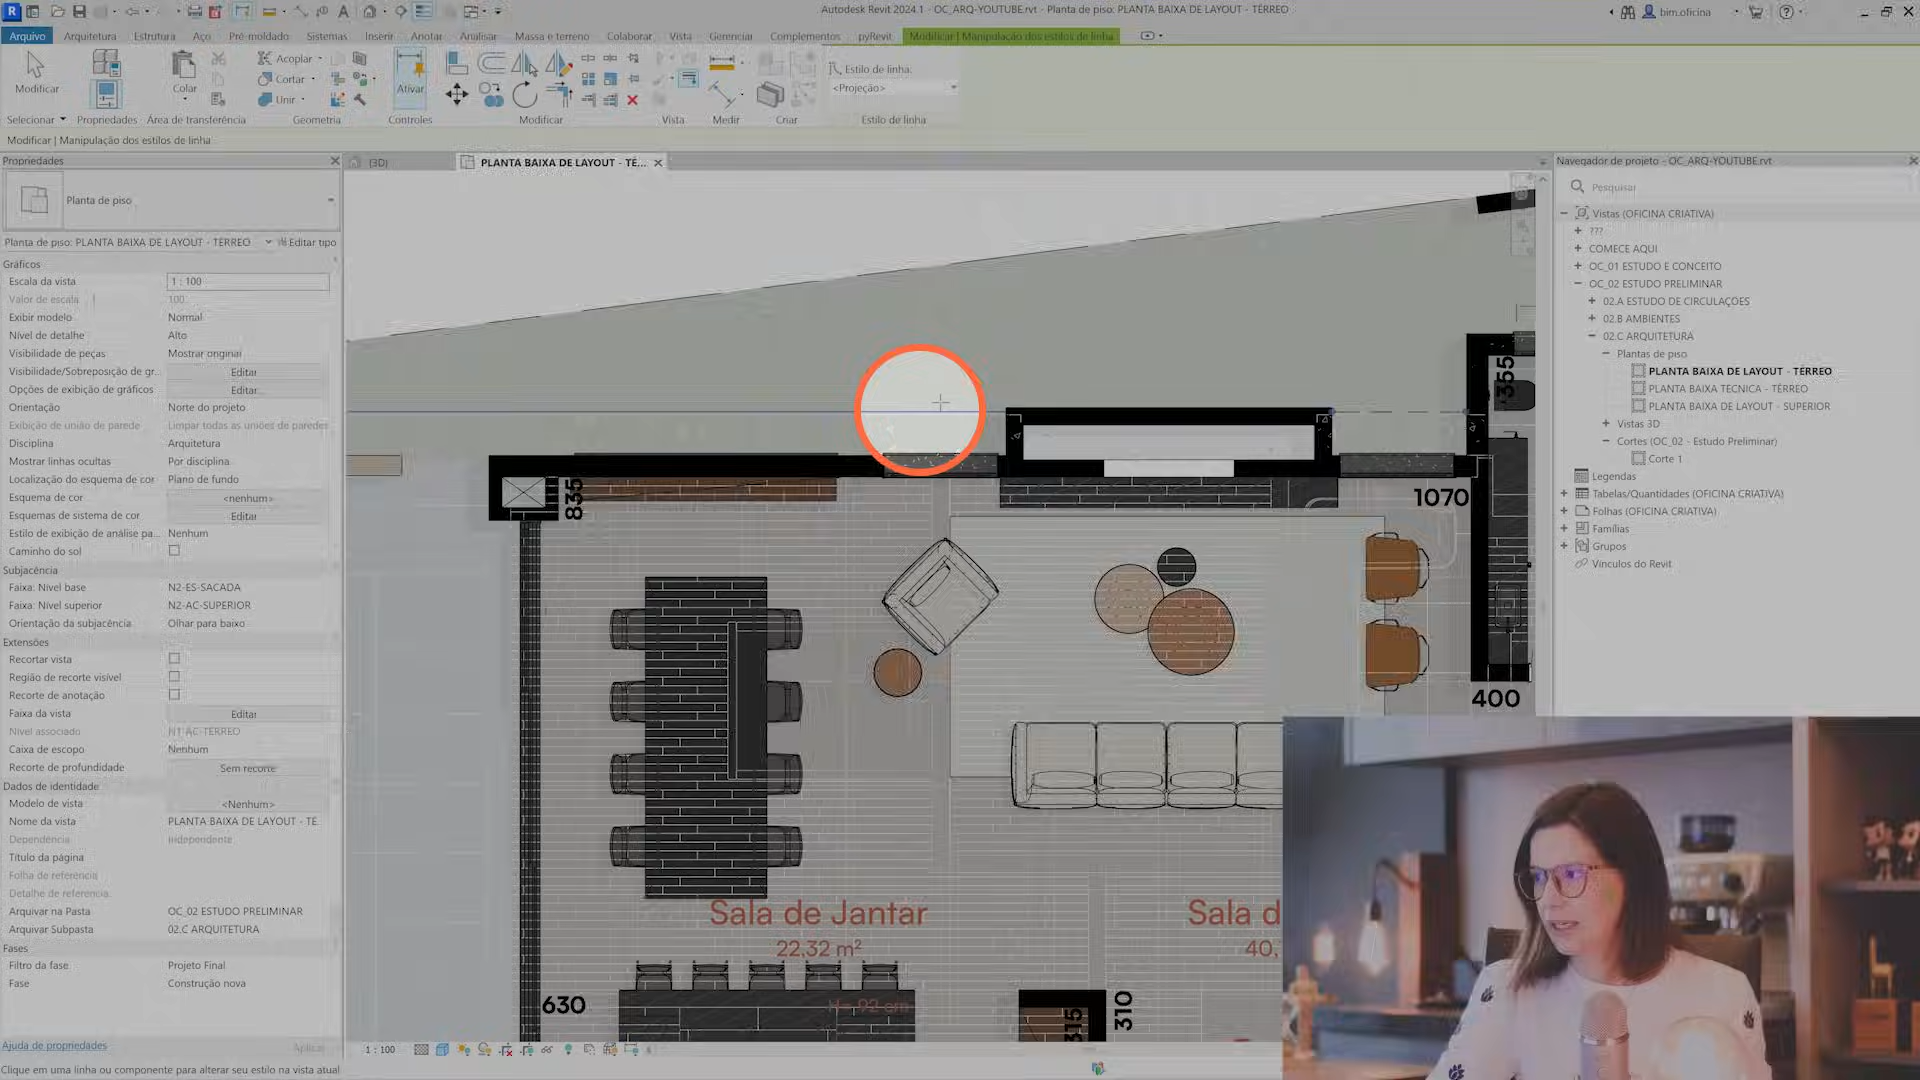 Autodesk Revit 2024.1 - OC_ARQ-YOUTUBE.rvt - Planta de piso: PLANTA BAIXA DE LAYOUT - TÉRREO
bim.oficina
Arquivo
Arquitetura
Estrutura
Aço
Pré-moldado
Sistemas
Inserir
Anotar
Analisar
Massa e terreno
Colaborar
Vista
Gerenciar
Complementos
pyRevit
Modificar | Manipulação dos estilos de linha
Modificar
Colar
Acoplar
Cortar
Unir
Ativar
Estilo de linha:
<Projeção>
Selecionar
Propriedades
Área de transferência
Geometria
Controles
Modificar
Vista
Medir
Criar
Estilo de linha
Modificar | Manipulação dos estilos de linha
Propriedades
Planta de piso
Planta de piso: PLANTA BAIXA DE LAYOUT - TÉRREO
Editar tipo
Gráficos
Escala da vista
1 : 100
Valor de escala
100
Exibir modelo
Normal
Nível de detalhe
Alto
Visibilidade de peças
Mostrar original
Visibilidade/Sobreposição de gr...
Editar
Opções de exibição de gráficos
Editar...
Orientação
Norte do projeto
Exibição de união de parede
Limpar todas as uniões de paredes
Disciplina
Arquitetura
Mostrar linhas ocultas
Por disciplina
Localização do esquema de cor
Plano de fundo
Esquema de cor
<nenhum>
Esquemas de sistema de cor
Editar
Estilo de exibição de análise pa...
Nenhum
Caminho do sol
Subjacência
Faixa: Nível base
N2-ES-SACADA
Faixa: Nível superior
N2-AC-SUPERIOR
Orientação da subjacência
Olhar para baixo
Extensões
Recortar vista
Região de recorte visível
Recorte de anotação
Faixa da vista
Editar
Nível associado
N1-AC-TÉRREO
Caixa de escopo
Nenhum
Recorte de profundidade
Sem recorte
Dados de identidade
Modelo de vista
<Nenhum>
Nome da vista
PLANTA BAIXA DE LAYOUT - TÉ
Dependência
Independente
Título da página
Folha de referência
Detalhe de referência
Arquivar na Pasta
OC_02 ESTUDO PRELIMINAR
Arquivar Subpasta
02.C ARQUITETURA
Fases
Filtro da fase
Projeto Final
Fase
Construção nova
Ajuda de propriedades
Aplicar
Clique em uma linha ou componente para alterar seu estilo na vista atual
{3D}
PLANTA BAIXA DE LAYOUT - TÉ...
835
1070
355
400
Sala de Jantar
22,32 m²
Sala d
40,
630
H= 92 cm
315
310
1 : 100
Navegador de projeto - OC_ARQ-YOUTUBE.rvt
Pesquisar
Vistas (OFICINA CRIATIVA)
???
COMECE AQUI
OC_01 ESTUDO E CONCEITO
OC_02 ESTUDO PRELIMINAR
02.A ESTUDO DE CIRCULAÇÕES
02.B AMBIENTES
02.C ARQUITETURA
Plantas de piso
PLANTA BAIXA DE LAYOUT - TÉRREO
PLANTA BAIXA TÉCNICA - TÉRREO
PLANTA BAIXA DE LAYOUT - SUPERIOR
Vistas 3D
Cortes (OC_02 - Estudo Preliminar)
Corte 1
Legendas
Tabelas/Quantidades (OFICINA CRIATIVA)
Folhas (OFICINA CRIATIVA)
Famílias
Grupos
Vínculos do Revit